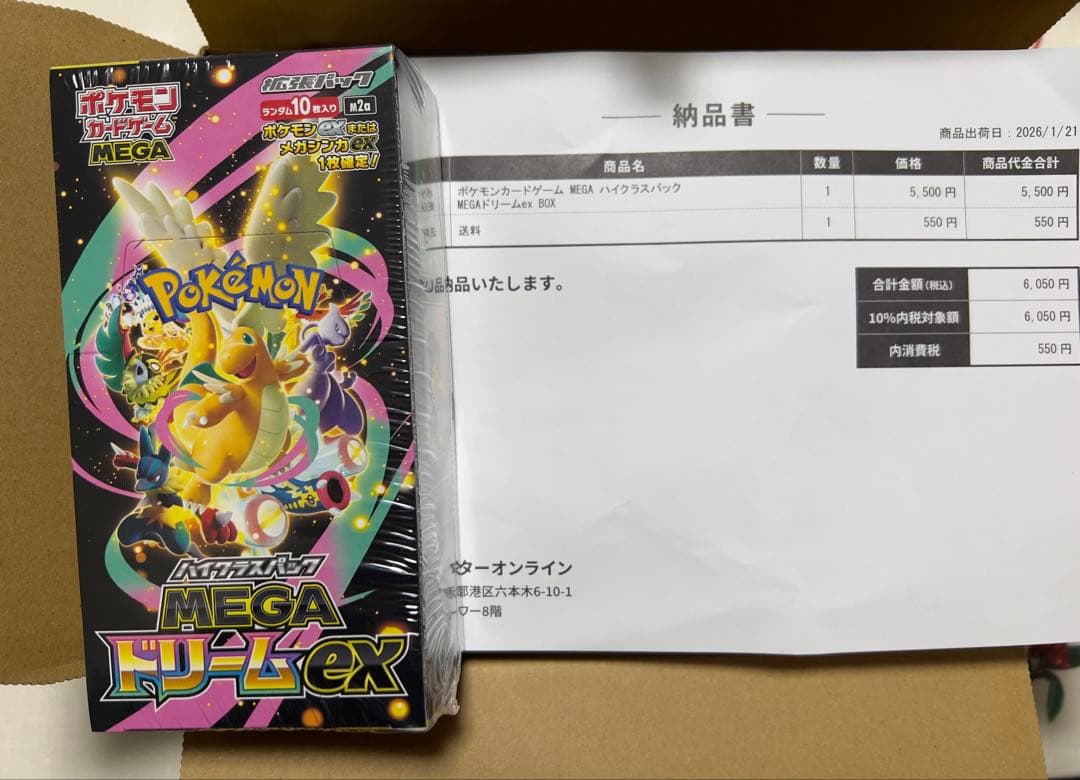 ポケモン
カードゲーム
MEGA
拡張パック
ランダム10枚入り M2a
ポケモンexまたは
メガシンカex
1枚確定!
POKéMON
ハイクラスパック
MEGA
ドリームex
納品書
商品出荷日:2026/1/21
商品名 数量 価格 商品代金合計
ポケモンカードゲーム MEGA ハイクラスパック
MEGAドリームex BOX 1 5,500 円 5,500 円
送料 1 550 円 550 円
納品いたします。
合計金額(税込) 6,050 円
10%内税対象額 6,050 円
内消費税 550 円
ターオンライン
都港区六本木6-10-1
ワー8階